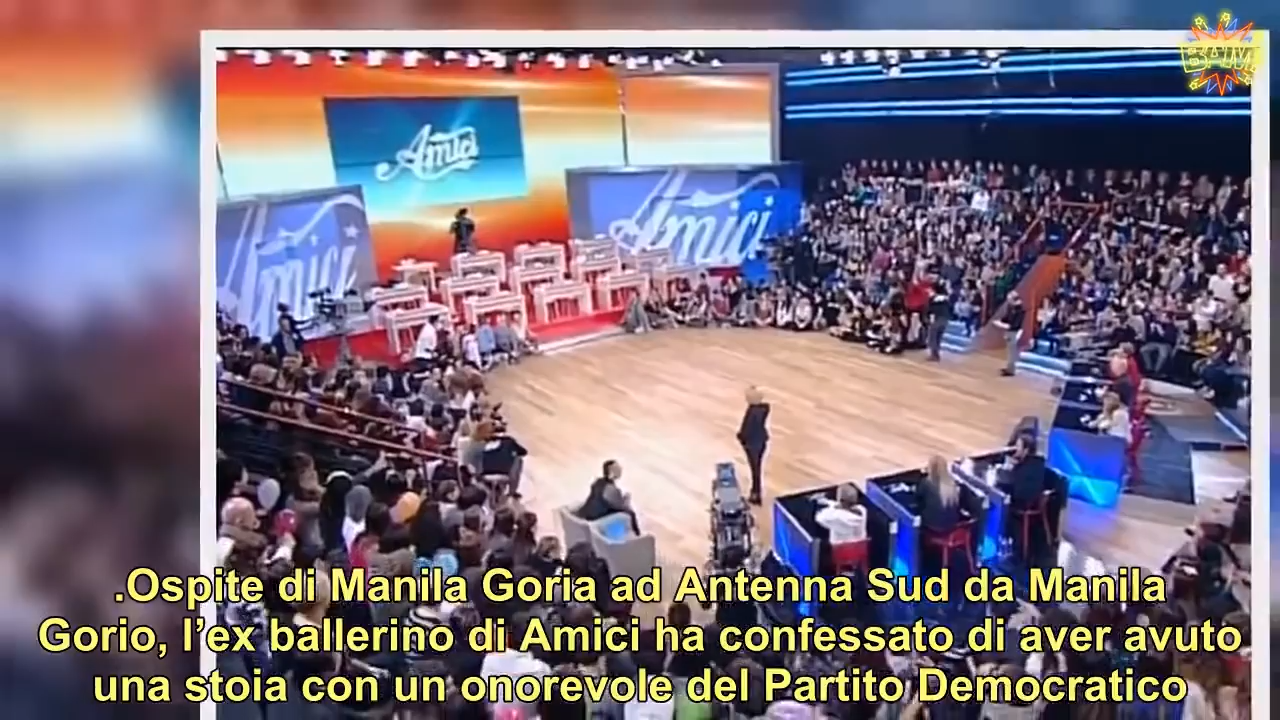 BAM
Amici
Amici
Amici
.Ospite di Manila Goria ad Antenna Sud da Manila
Gorio, l’ex ballerino di Amici ha confessato di aver avuto
una stoia con un onorevole del Partito Democratico